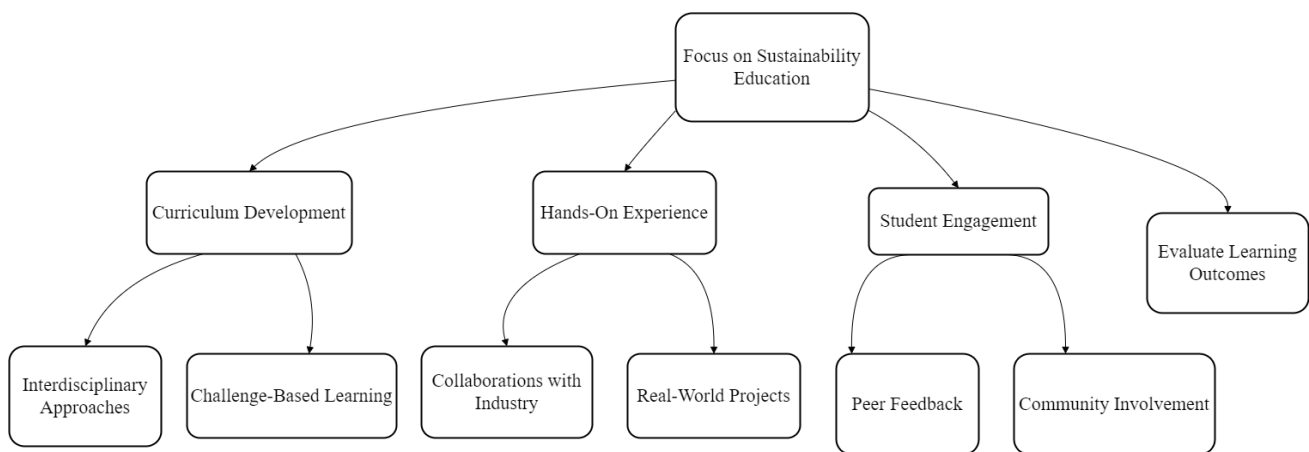 Focus on Sustainability
Education
Curriculum Development
Hands-On Experience
Student Engagement
Evaluate Learning
Outcomes
Interdisciplinary
Approaches
Challenge-Based Learning
Collaborations with
Industry
Real-World Projects
Peer Feedback
Community Involvement